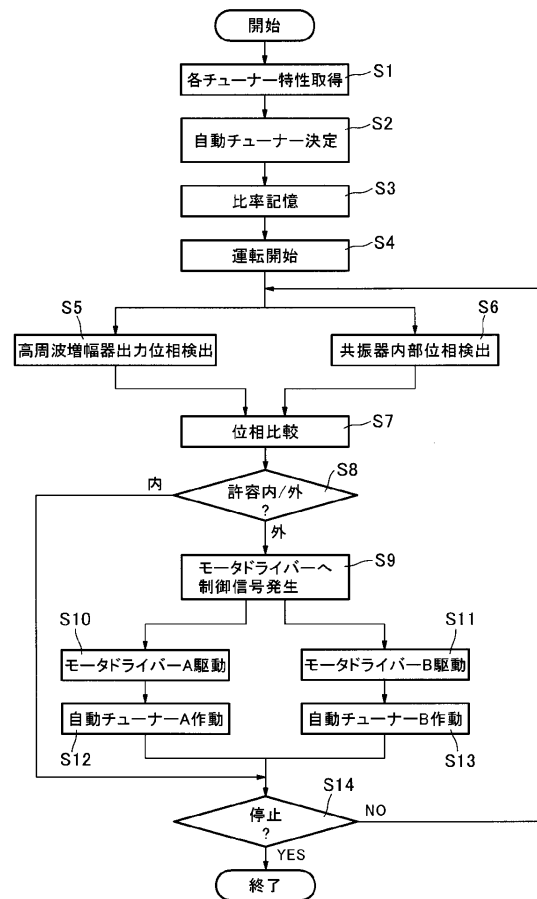 開始
各チューナー特性取得
S1
自動チューナー決定
S2
比率記憶
S3
運転開始
S4
S5
高周波増幅器出力位相検出
S6
共振器内部位相検出
位相比較
S7
S8
許容内/外
?
内
外
モータドライバーへ
制御信号発生
S9
S10
モータドライバーA駆動
S11
モータドライバーB駆動
自動チューナーA作動
S12
自動チューナーB作動
S13
S14
停止
?
NO
YES
終了